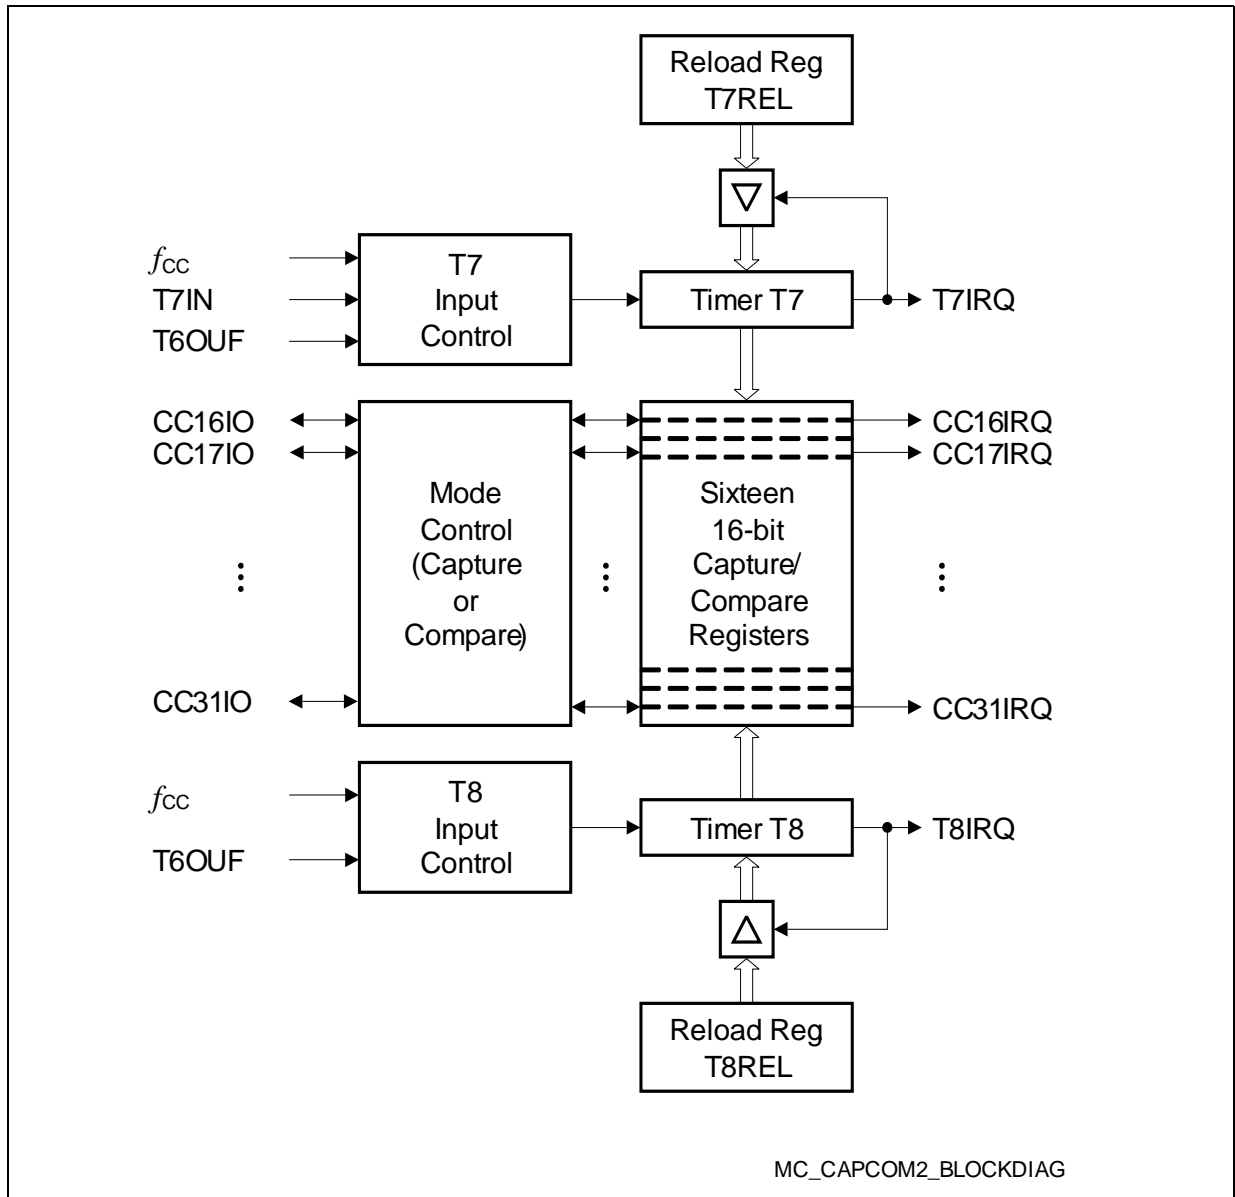 Reload Reg.
T7REL
fCC
T7IN
T6OUF
T7
Input
Control
Timer T7
T7IRQ
CC16IO
CC17IO
CC16IRQ
CC17IRQ
Mode
Control
(Capture
or
Compare)
Sixteen
16-bit
Capture/
Compare
Registers
CC31IO
CC31IRQ
fCC
T6OUF
T8
Input
Control
Timer T8
T8IRQ
Reload Reg.
T8REL
MC_CAPCOM2_BLOCKDIAG